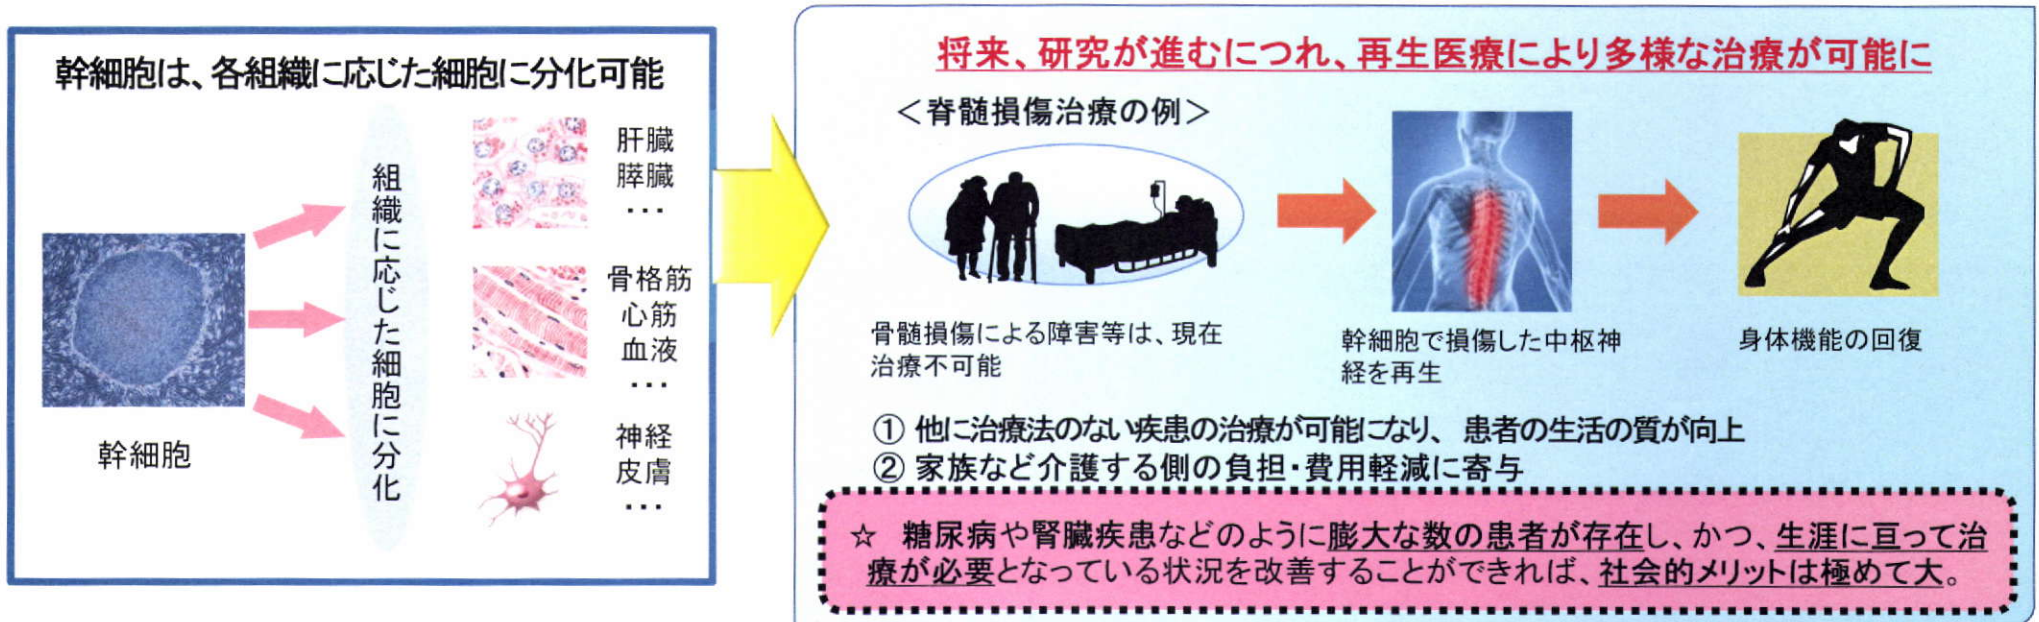 幹細胞は、各組織に応じた細胞に分化可能
幹細胞
組織に応じた細胞に分化
肝臓
膵臓
･･･
骨格筋
心筋
血液
･･･
神経
皮膚
･･･
将来、研究が進むにつれ、再生医療により多様な治療が可能に
＜脊髄損傷治療の例＞
骨髄損傷による障害等は、現在
治療不可能
幹細胞で損傷した中枢神
経を再生
身体機能の回復
① 他に治療法のない疾患の治療が可能になり、患者の生活の質が向上
② 家族など介護する側の負担・費用軽減に寄与
☆ 糖尿病や腎臓疾患などのように膨大な数の患者が存在し、かつ、生涯に亘って治
療が必要となっている状況を改善することができれば、社会的メリットは極めて大。